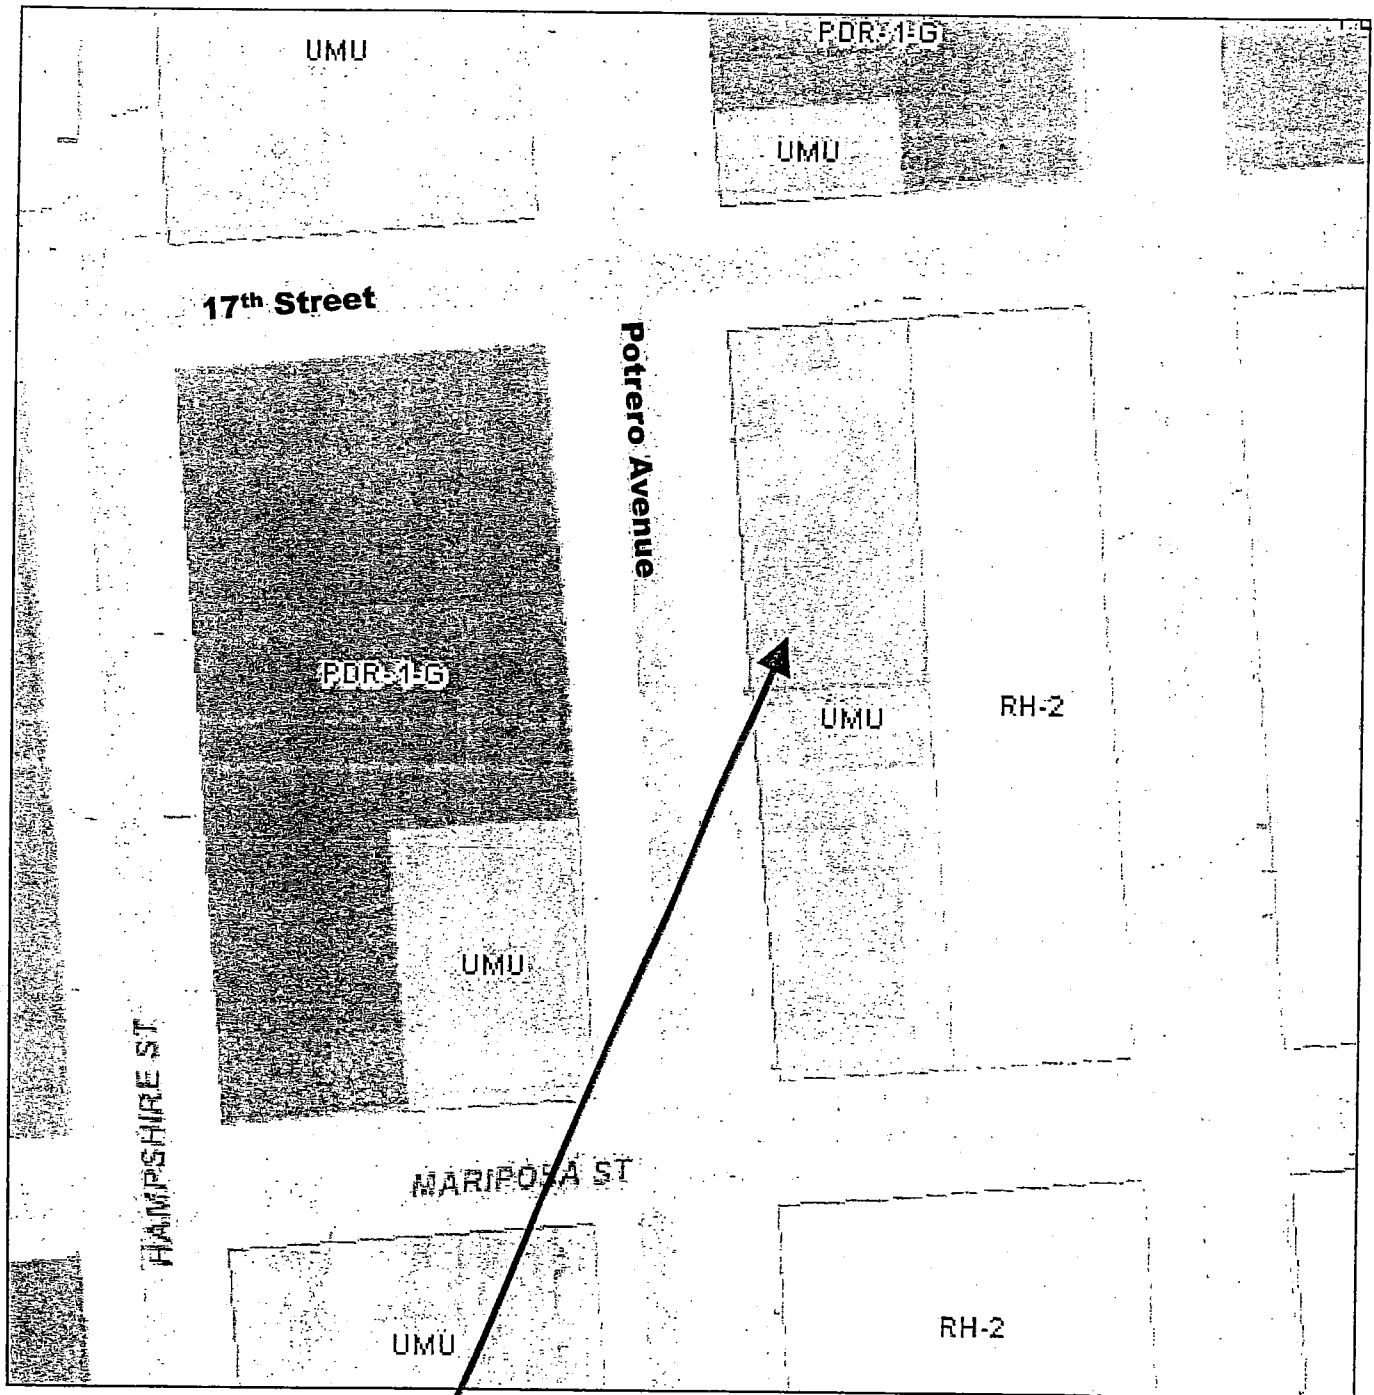 UMU
PDR-1-G
UMU
17th Street
Potrero Avenue
PDR-1-G
UMU
RH-2
UMU
HAMPSHIRE ST
MARIPOSA ST
UMU
RH-2